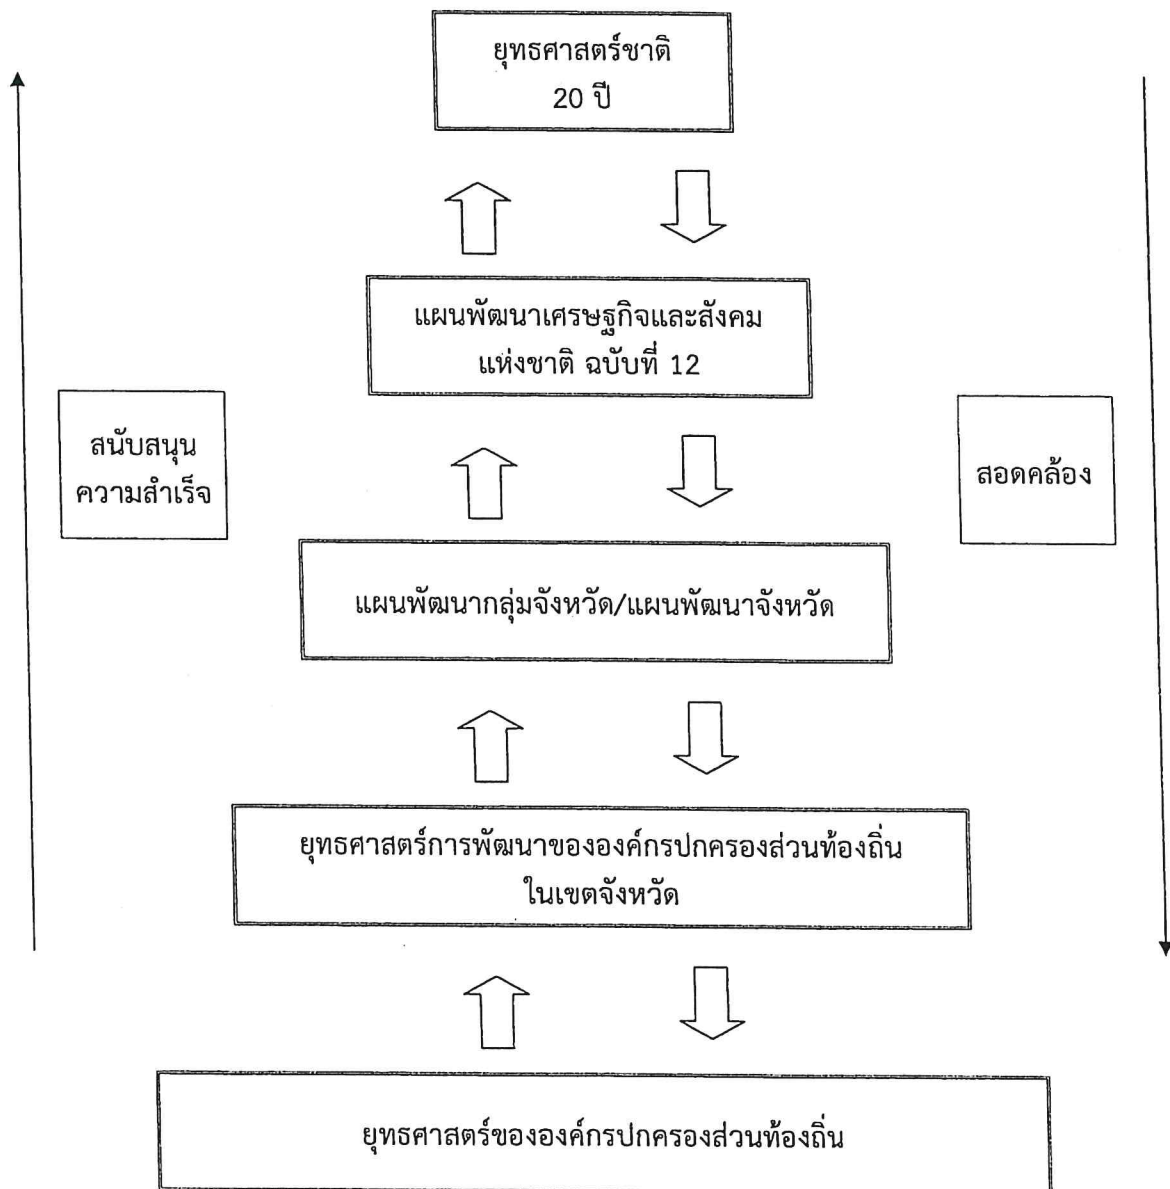 ยุทธศาสตร์ชาติ
20 ปี
แผนพัฒนาเศรษฐกิจและสังคม
แห่งชาติ ฉบับที่ 12
สนับสนุน
ความสำเร็จ
สอดคล้อง
แผนพัฒนากลุ่มจังหวัด/แผนพัฒนาจังหวัด
ยุทธศาสตร์การพัฒนาขององค์กรปกครองส่วนท้องถิ่น
ในเขตจังหวัด
ยุทธศาสตร์ขององค์กรปกครองส่วนท้องถิ่น